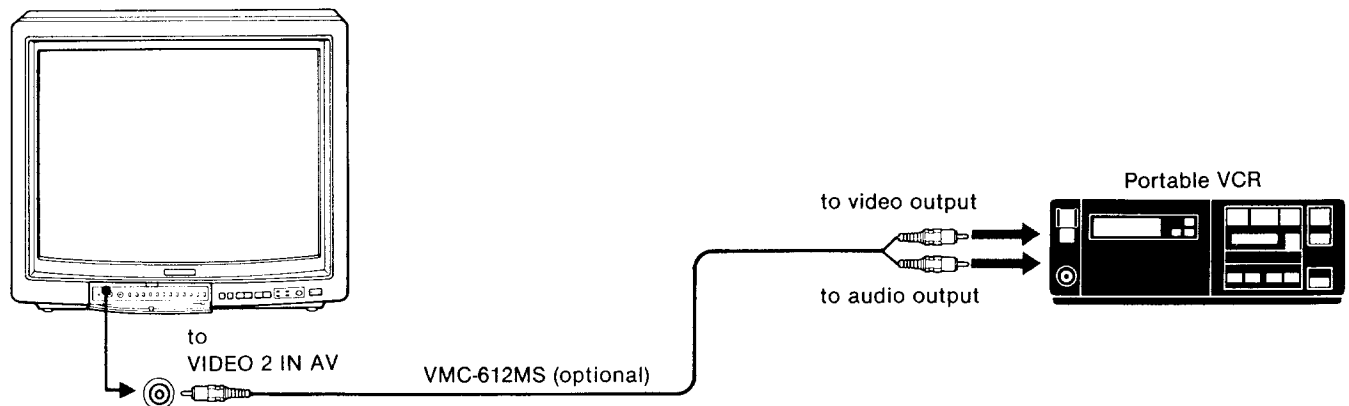 Portable VCR
to video output
to audio output
to
VIDEO 2 IN AV
VMC-612MS (optional)